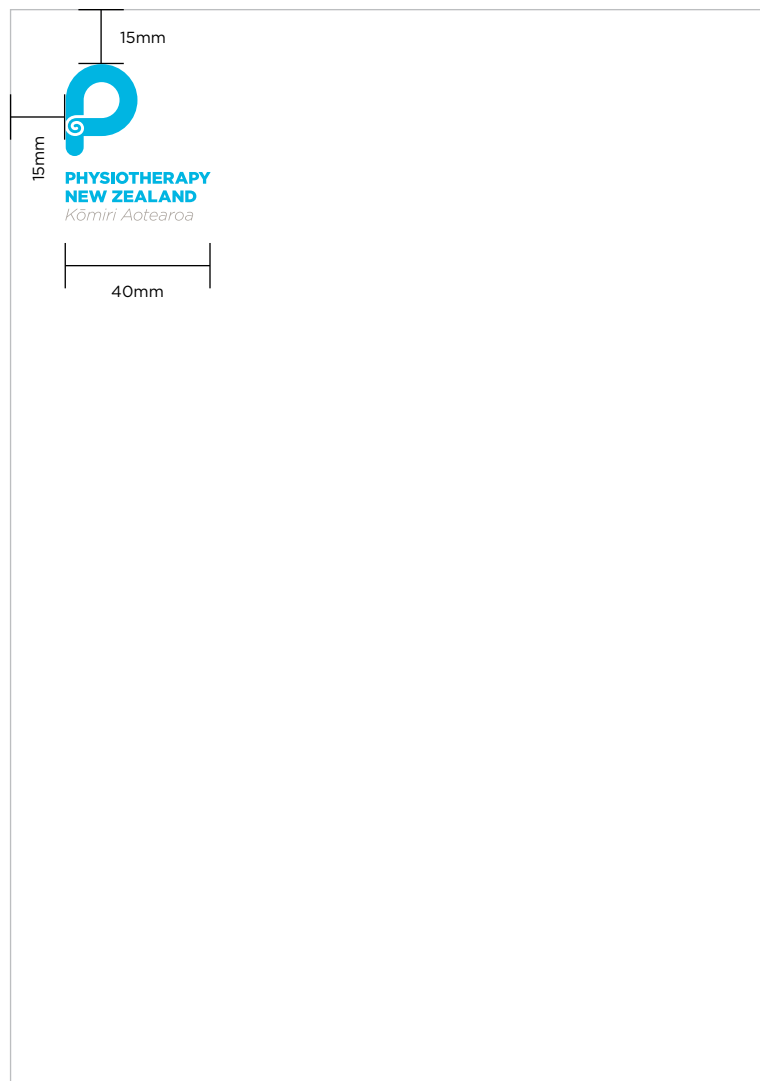 15mm
15mm
PHYSIOTHERAPY
NEW ZEALAND
Kōmiri Aotearoa
40mm